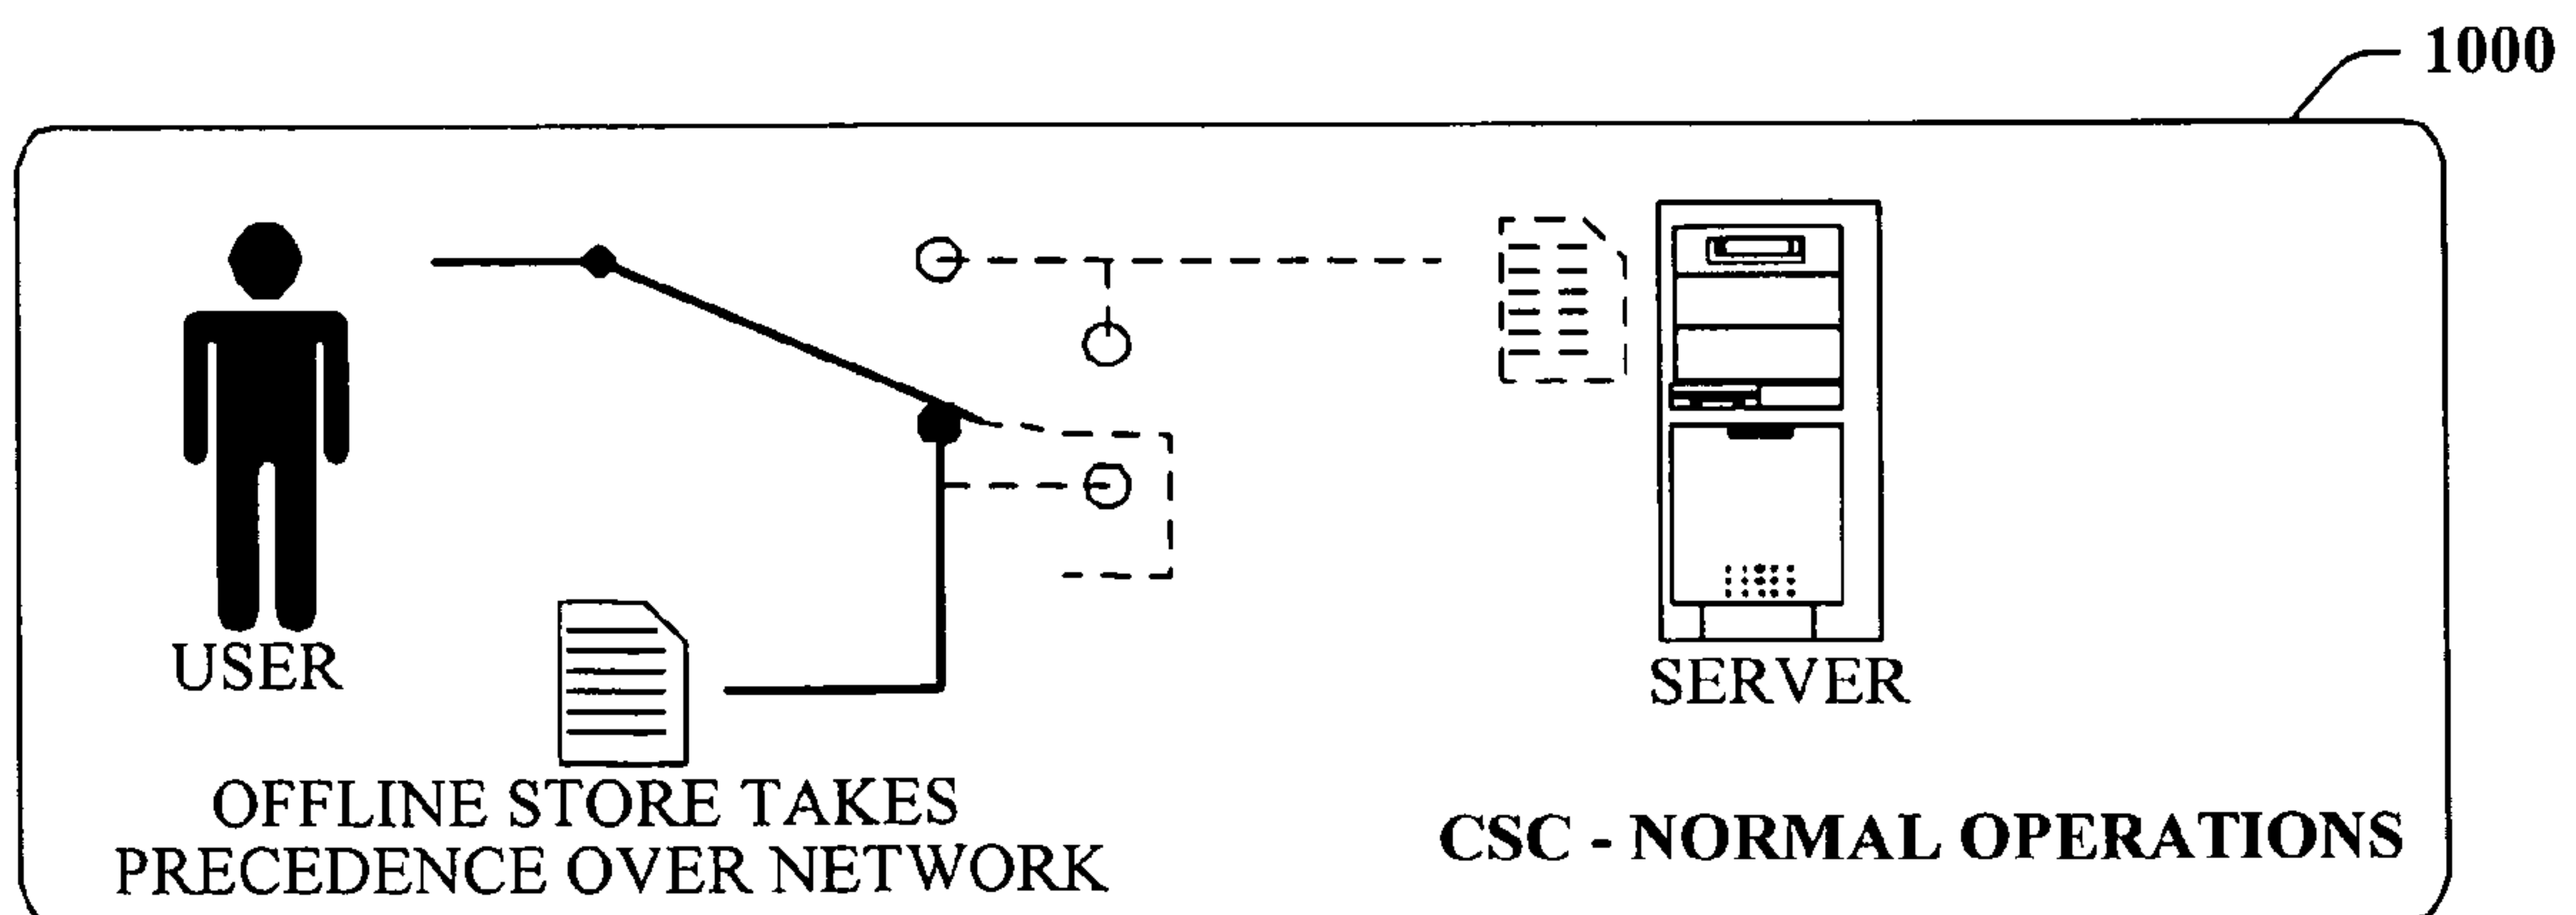 1000
USER
SERVER
OFFLINE STORE TAKES
PRECEDENCE OVER NETWORK
CSC - NORMAL OPERATIONS